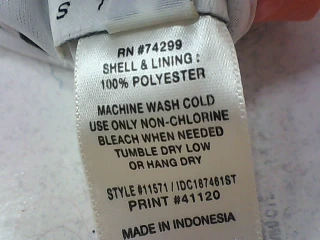 S 7
RN #74299
SHELL & LINING :
100% POLYESTER
MACHINE WASH COLD
USE ONLY NON-CHLORINE
BLEACH WHEN NEEDED
TUMBLE DRY LOW
OR HANG DRY
STYLE #11571 / IDC187461ST
PRINT #41120
MADE IN INDONESIA